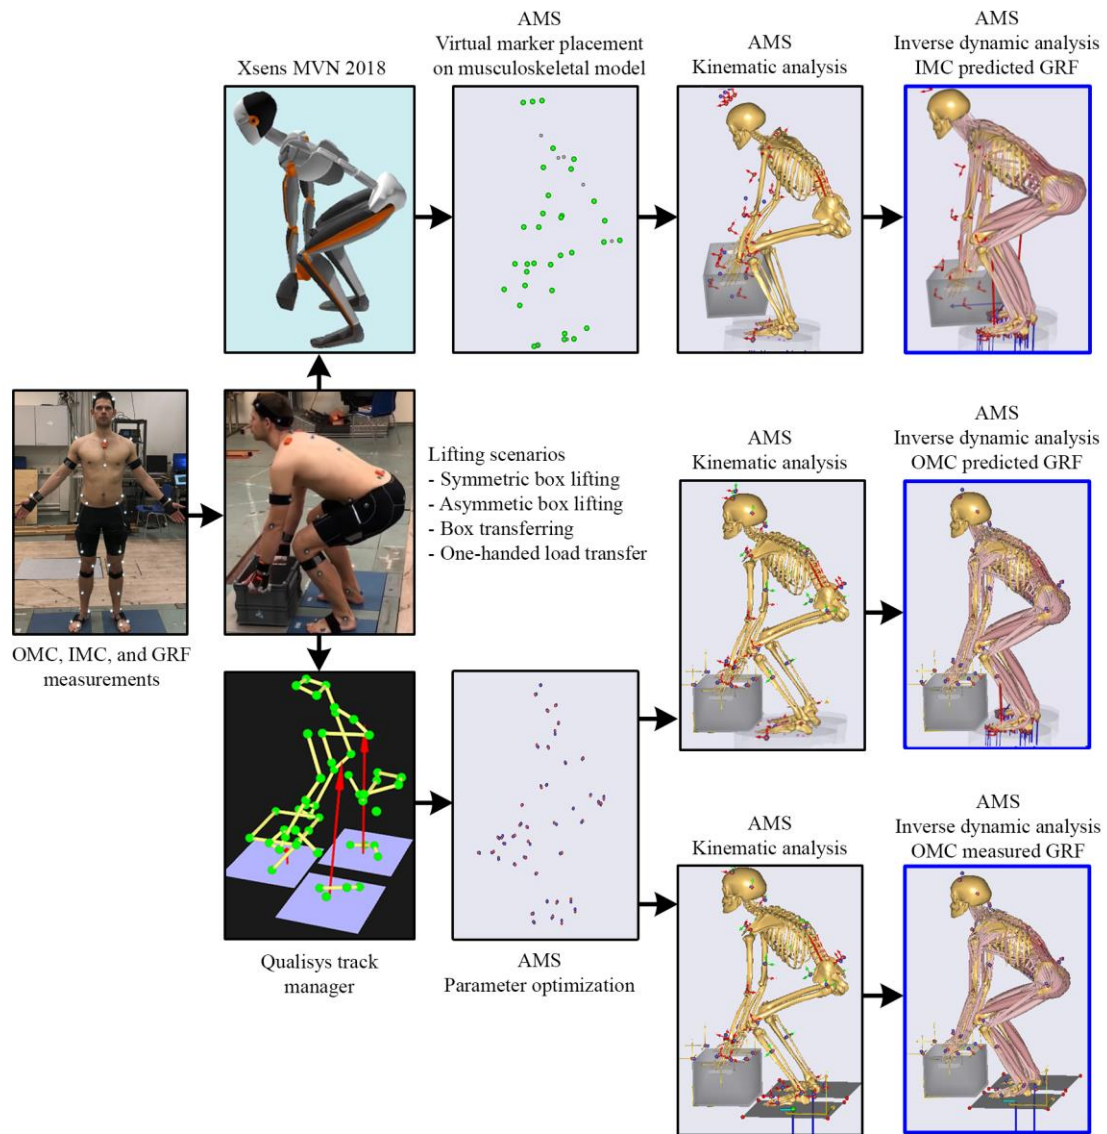 AMS
Virtual marker placement
on musculoskeletal model
AMS
Inverse dynamic analysis
IMC predicted GRF
Xsens MVN 2018
AMS
Kinematic analysis
Lifting scenarios
- Symmetric box lifting
- Asymmetic box lifting
- Box transferring
- One-handed load transfer
AMS
Kinematic analysis
AMS
Inverse dynamic analysis
OMC predicted GRF
OMC, IMC, and GRF
measurements
AMS
Kinematic analysis
AMS
Inverse dynamic analysis
OMC measured GRF
Qualisys track
manager
AMS
Parameter optimization